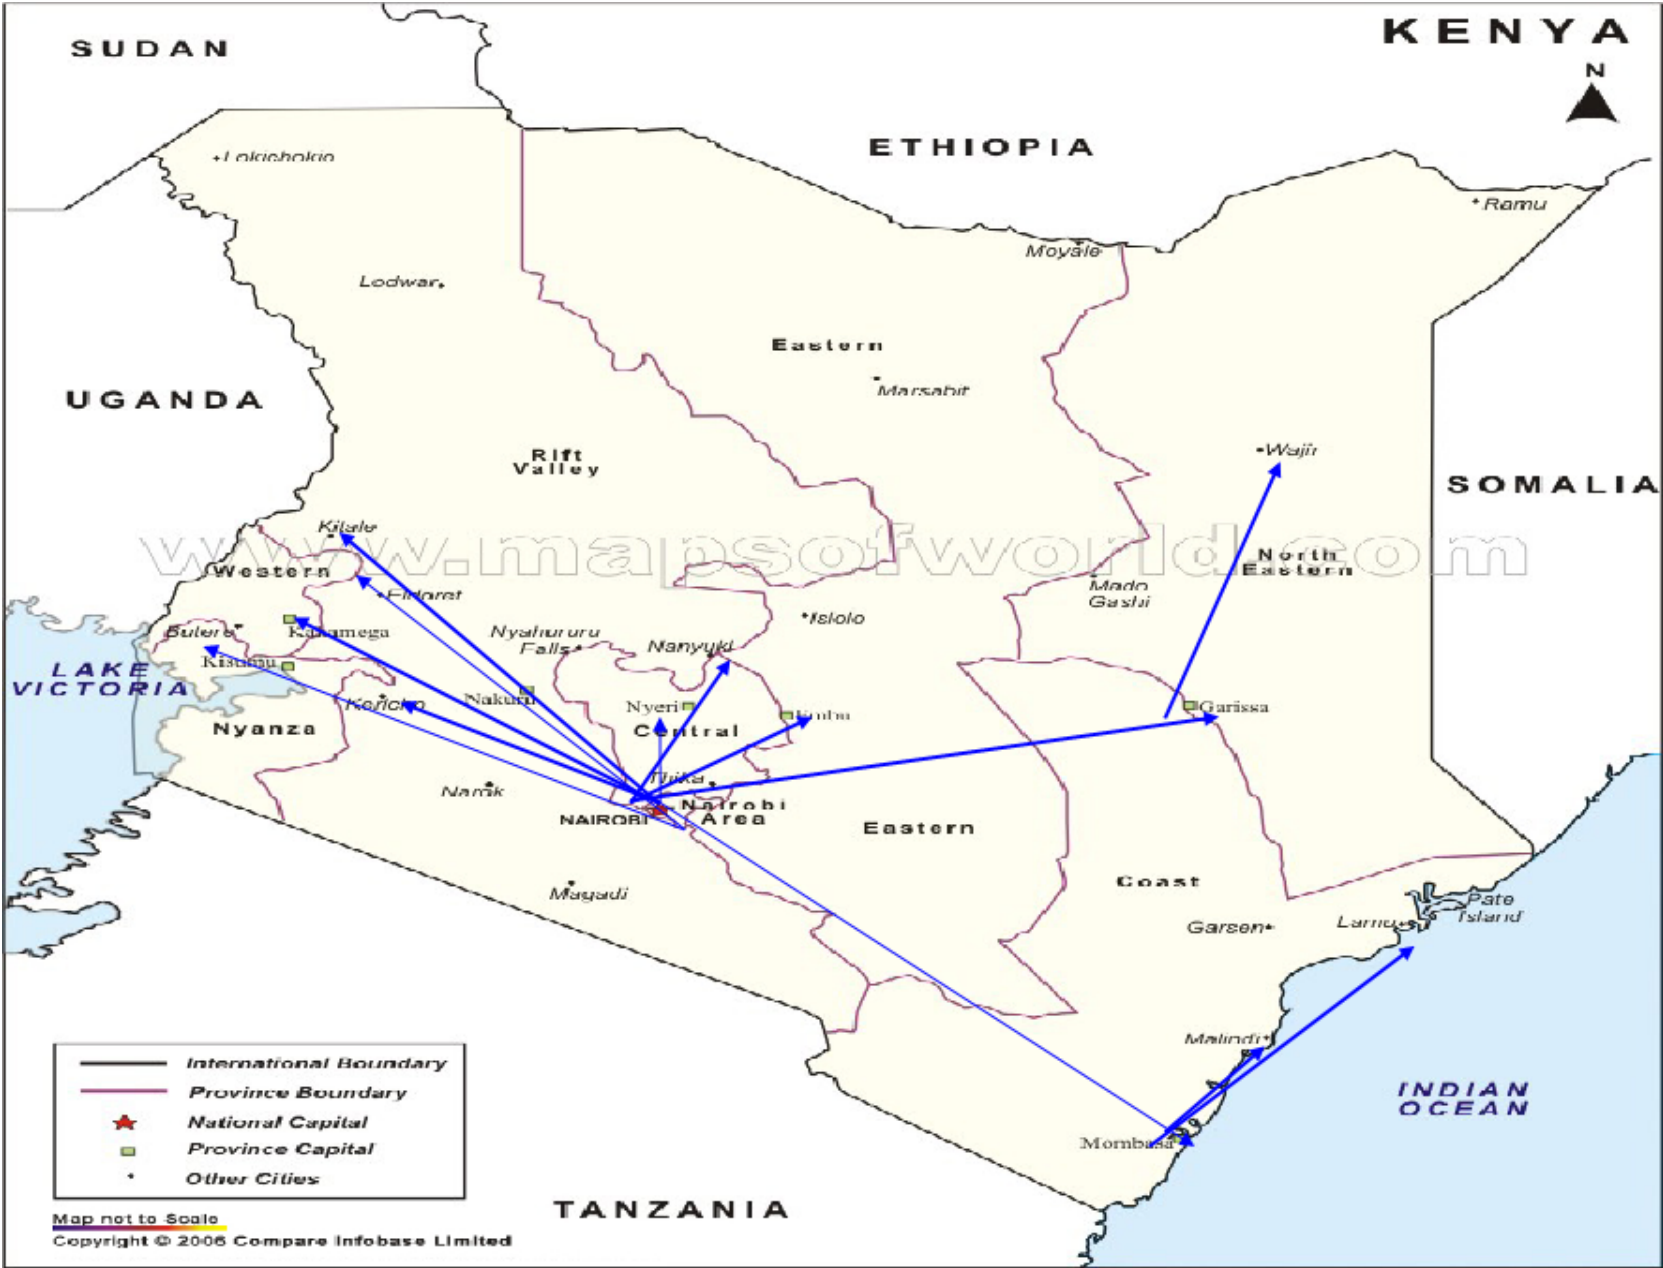 KENYA
SUDAN
N
ETHIOPIA
Lokichokio
Ramu
Moyale
Lodwar
Eastern
Marsabit
UGANDA
Rift
Valley
Wajir
SOMALIA
Kitale
www.mapsofworld.com
North
Eastern
Western
Eldoret
Mado
Gashi
Isiolo
Butere
Kakamega
Nyahururu
Falls
Nanyuki
Kisumu
LAKE
VICTORIA
Kericho
Nakuru
Nyeri
Embu
Garissa
Nyanza
Central
Thika
Narok
NAIROBI
Nairobi
Area
Eastern
Magadi
Coast
Pate
Island
Garsen
Lamu
Malindi
INDIAN
OCEAN
Mombasa
International Boundary
Province Boundary
National Capital
Province Capital
Other Cities
TANZANIA
Map not to Scale
Copyright © 2006 Compare Infobase Limited